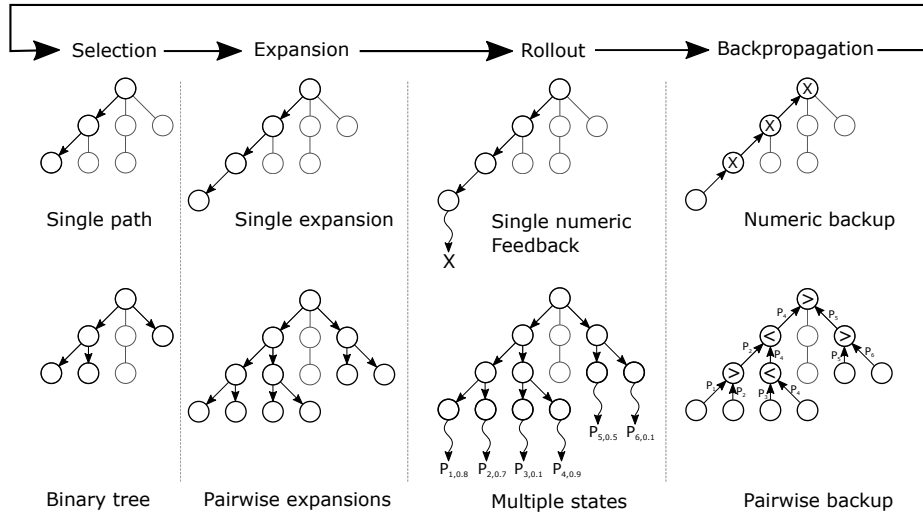 Selection
Expansion
Rollout
Backpropagation
X
X
X
X
Single path
Single expansion
Single numeric
Feedback
Numeric backup
>
P4
P5
<
>
P2
P4
P5
P6
>
<
P1
P2
P3
P4
P5,0.5
P6,0.1
P1,0.8
P2,0.7
P3,0.1
P4,0.9
Binary tree
Pairwise expansions
Multiple states
Pairwise backup